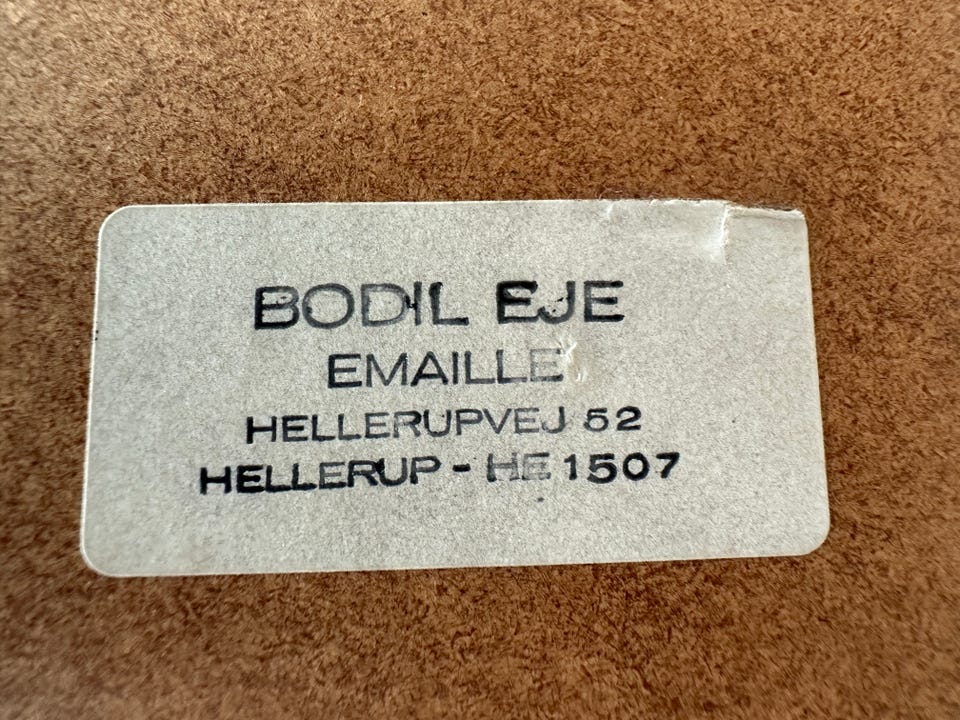 BODIL EJE
EMAILLE
HELLERUPVEJ 52
HELLERUP - HE 1507